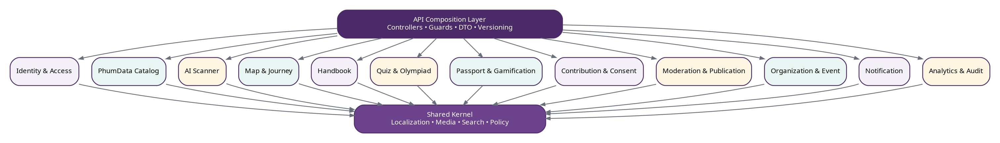 API Composition Layer
Controllers • Guards • DTO • Versioning
Identity & Access
PhumData Catalog
AI Scanner
Map & Journey
Handbook
Quiz & Olympiad
Passport & Gamification
Contribution & Consent
Moderation & Publication
Organization & Event
Notification
Analytics & Audit
Shared Kernel
Localization • Media • Search • Policy